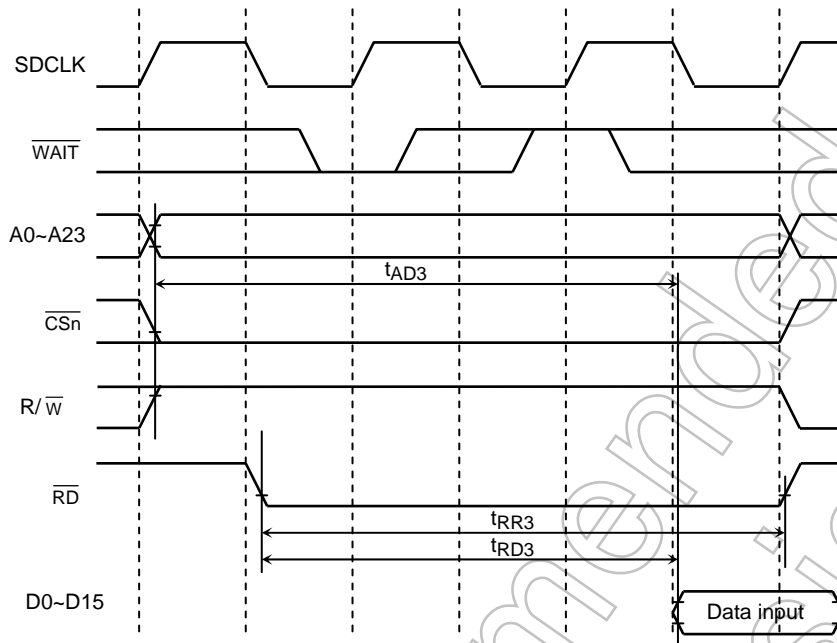 SDCLK
WAIT
A0~A23
tAD3
CSn
R/W
RD
tRR3
tRD3
D0~D15
Data input